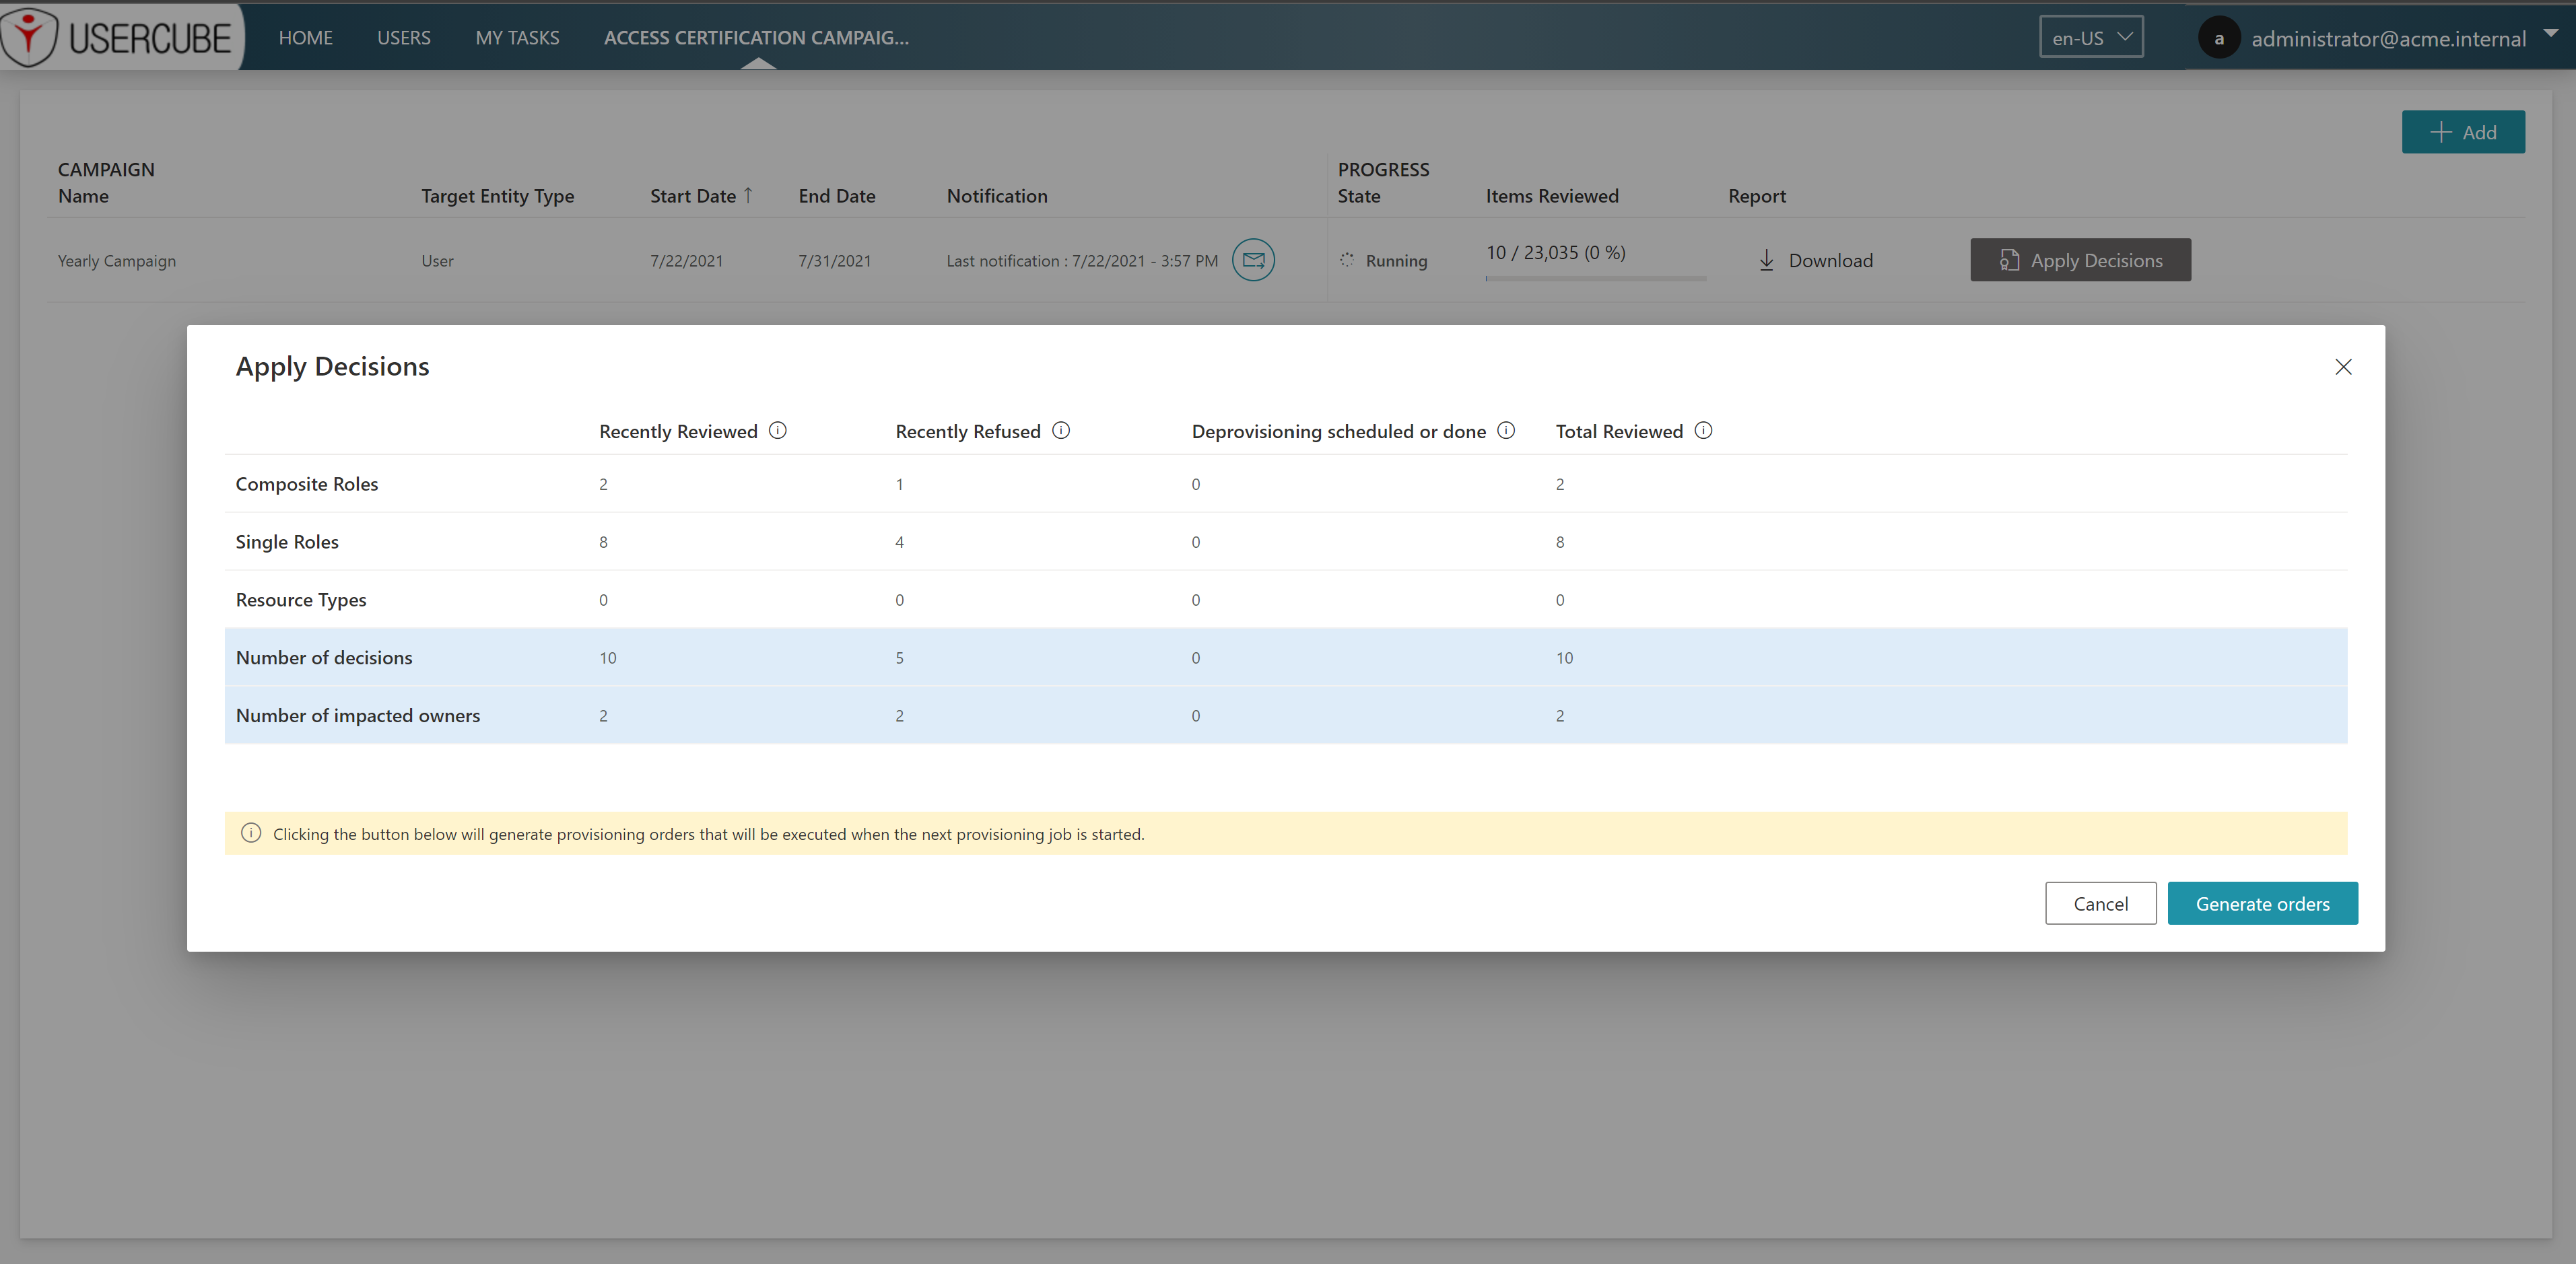 USERCUBE HOME USERS MY TASKS ACCESS CERTIFICATION CAMPAIG... en-US a administrator@acme.internal
Add
CAMPAIGN PROGRESS
Name Target Entity Type Start Date End Date Notification State Items Reviewed Report
Yearly Campaign User 7/22/2021 7/31/2021 Last notification : 7/22/2021 - 3:57 PM Running 10 / 23,035 (0 %) Download Apply Decisions
Apply Decisions
Recently Reviewed Recently Refused Deprovisioning scheduled or done Total Reviewed
Composite Roles 2 1 0 2
Single Roles 8 4 0 8
Resource Types 0 0 0 0
Number of decisions 10 5 0 10
Number of impacted owners 2 2 0 2
Clicking the button below will generate provisioning orders that will be executed when the next provisioning job is started.
Cancel Generate orders